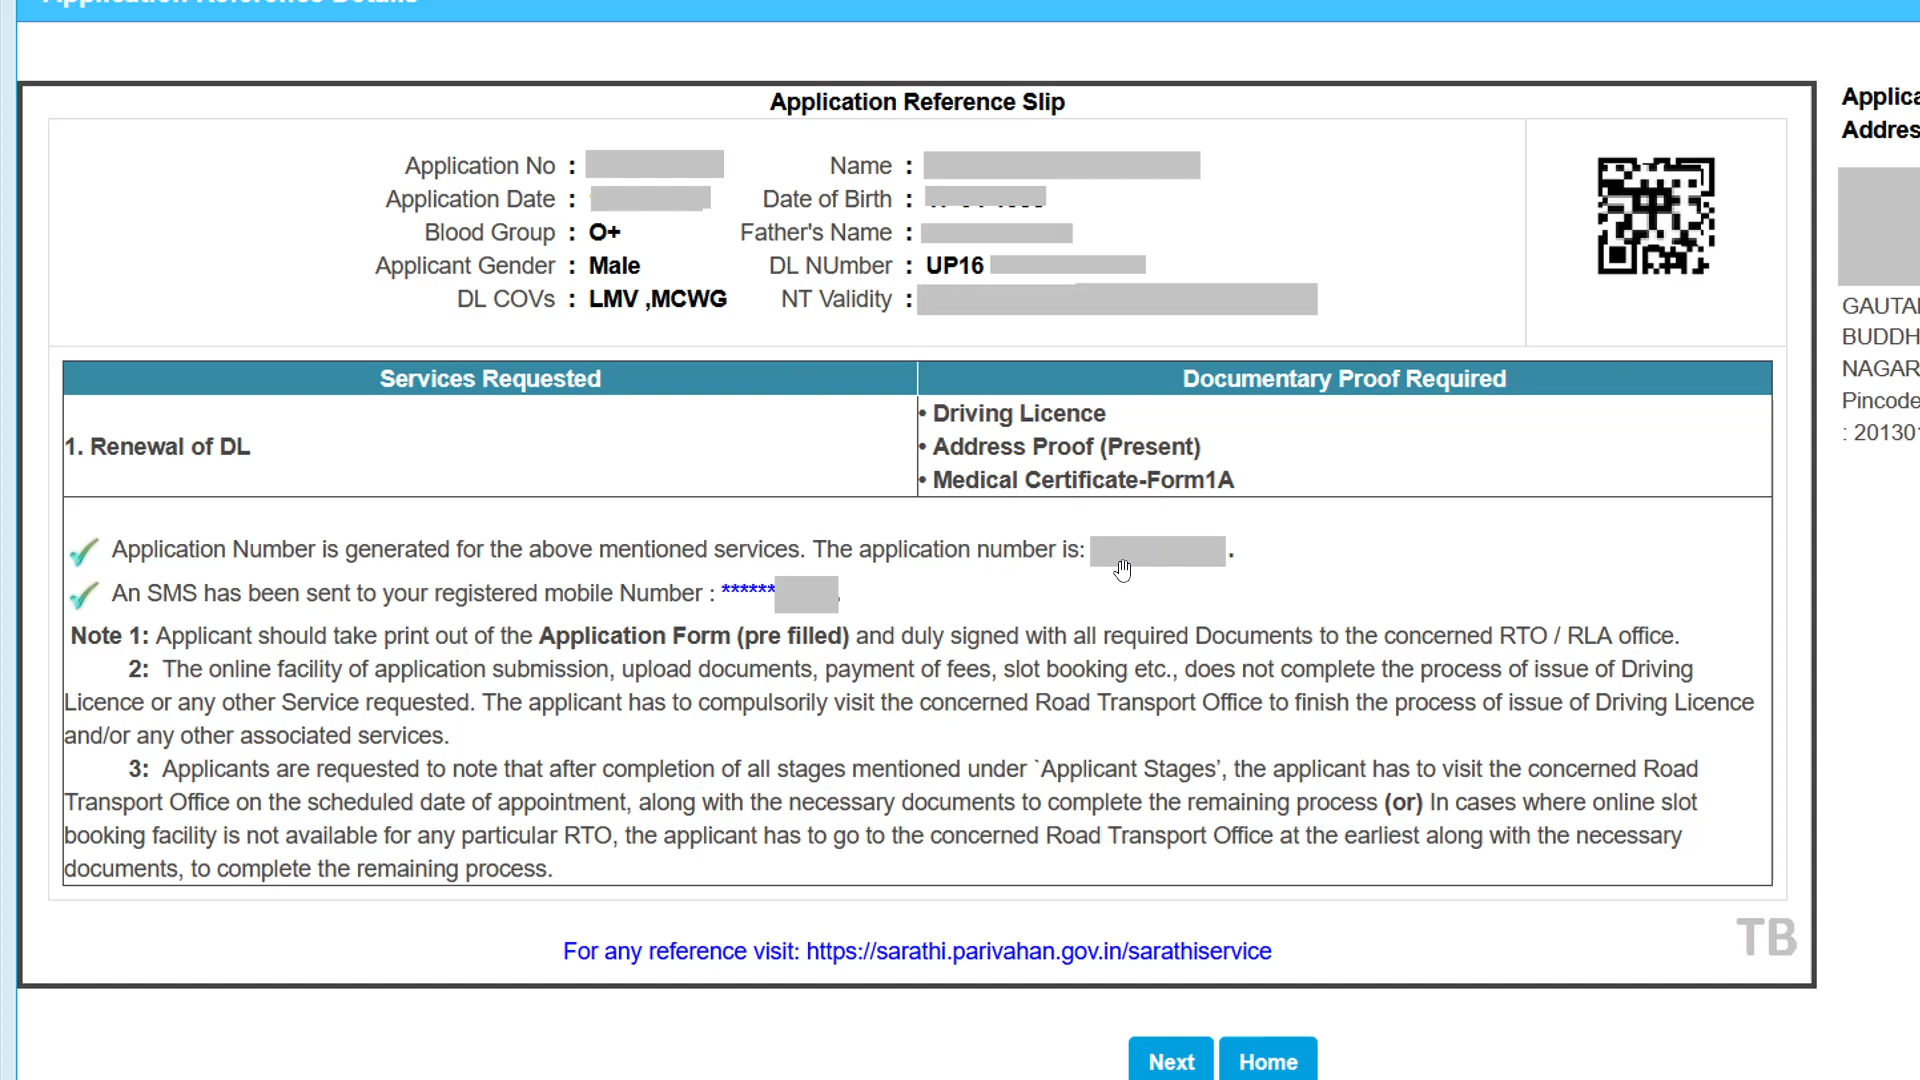 Application Reference Details
Application Reference Slip
Application No :
Name :
Application Date :
Date of Birth :
Blood Group : O+
Father's Name :
Applicant Gender : Male
DL NUmber : UP16
DL COVs : LMV ,MCWG
NT Validity :
Services Requested
Documentary Proof Required
1. Renewal of DL
• Driving Licence
• Address Proof (Present)
• Medical Certificate-Form1A
Application Number is generated for the above mentioned services. The application number is: .
An SMS has been sent to your registered mobile Number : ****** .
Note 1: Applicant should take print out of the Application Form (pre filled) and duly signed with all required Documents to the concerned RTO / RLA office.
2: The online facility of application submission, upload documents, payment of fees, slot booking etc., does not complete the process of issue of Driving
Licence or any other Service requested. The applicant has to compulsorily visit the concerned Road Transport Office to finish the process of issue of Driving Licence
and/or any other associated services.
3: Applicants are requested to note that after completion of all stages mentioned under `Applicant Stages’, the applicant has to visit the concerned Road
Transport Office on the scheduled date of appointment, along with the necessary documents to complete the remaining process (or) In cases where online slot
booking facility is not available for any particular RTO, the applicant has to go to the concerned Road Transport Office at the earliest along with the necessary
documents, to complete the remaining process.
For any reference visit: https://sarathi.parivahan.gov.in/sarathiservice
TB
Next
Home
Applica
Addres
GAUTA
BUDDH
NAGAR
Pincode
: 201301